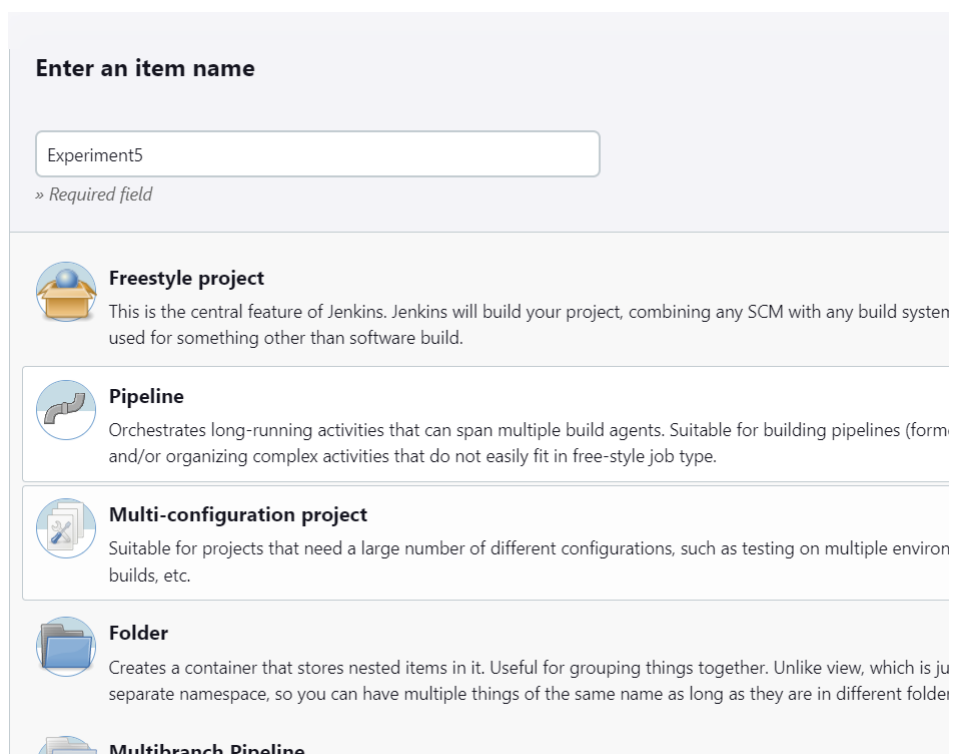 Enter an item name
Experiment5
» Required field
Freestyle project
This is the central feature of Jenkins. Jenkins will build your project, combining any SCM with any build system
used for something other than software build.
Pipeline
Orchestrates long-running activities that can span multiple build agents. Suitable for building pipelines (form
and/or organizing complex activities that do not easily fit in free-style job type.
Multi-configuration project
Suitable for projects that need a large number of different configurations, such as testing on multiple environ
builds, etc.
Folder
Creates a container that stores nested items in it. Useful for grouping things together. Unlike view, which is ju
separate namespace, so you can have multiple things of the same name as long as they are in different folder
Multibranch Pipeline